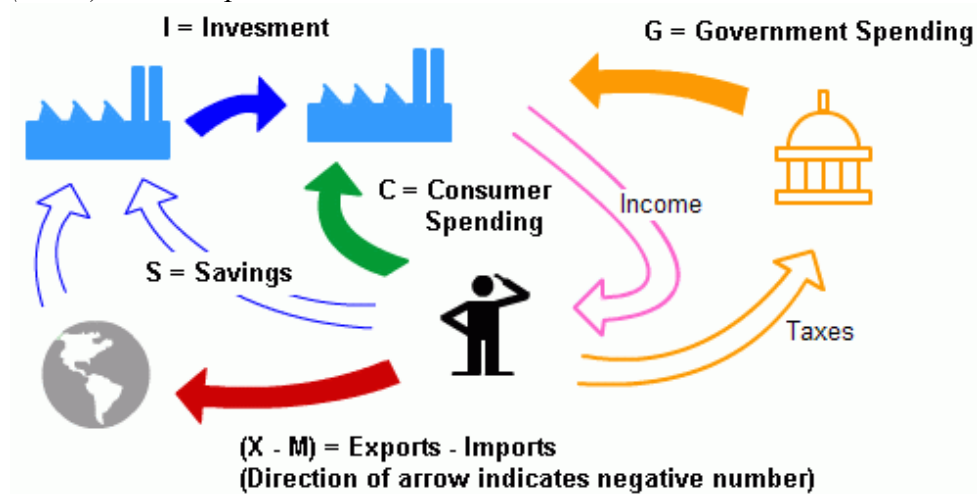 I = Invesment
G = Government Spending
C = Consumer
Spending
Income
S = Savings
Taxes
(X - M) = Exports - Imports
(Direction of arrow indicates negative number)